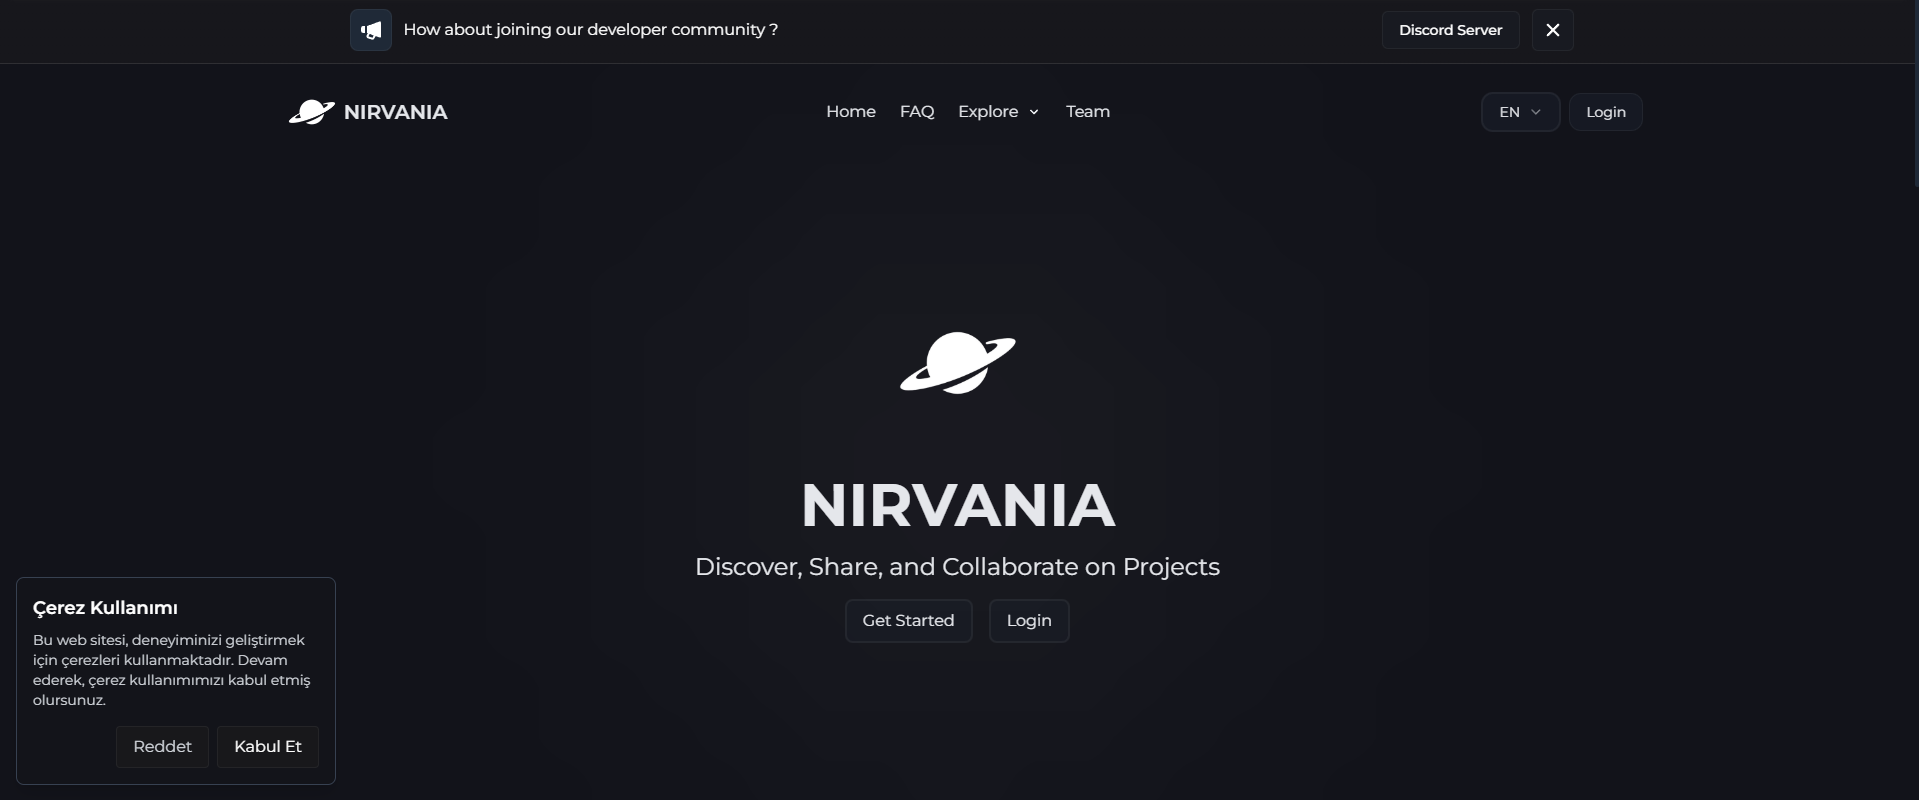 How about joining our developer community ?
Discord Server
NIRVANIA
Home
FAQ
Explore
Team
EN
Login
NIRVANIA
Discover, Share, and Collaborate on Projects
Get Started
Login
Çerez Kullanımı
Bu web sitesi, deneyiminizi geliştirmek
için çerezleri kullanmaktadır. Devam
ederek, çerez kullanımımızı kabul etmiş
olursunuz.
Reddet
Kabul Et